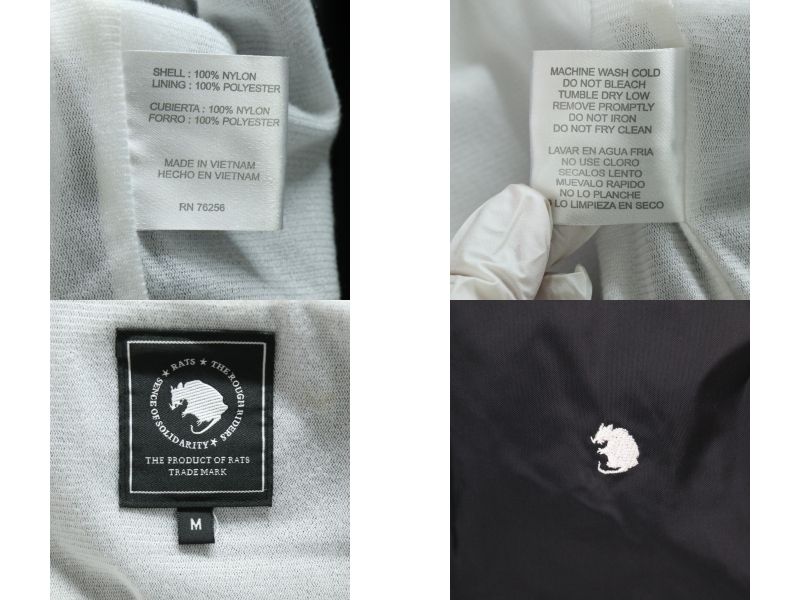 SHELL : 100% NYLON
LINING : 100% POLYESTER
CUBIERTA : 100% NYLON
FORRO : 100% POLYESTER
MADE IN VIETNAM
HECHO EN VIETNAM
RN 76256
MACHINE WASH COLD
DO NOT BLEACH
TUMBLE DRY LOW
REMOVE PROMPTLY
DO NOT IRON
DO NOT FRY CLEAN
LAVAR EN AGUA FRIA
NO USE CLORO
SECALOS LENTO
MUEVALO RAPIDO
NO LO PLANCHE
LO LIMPIEZA EN SECO
★ RATS ★ THE ROUGH RIDERS
SENCE OF SOLIDARITY ★
THE PRODUCT OF RATS
TRADE MARK
M